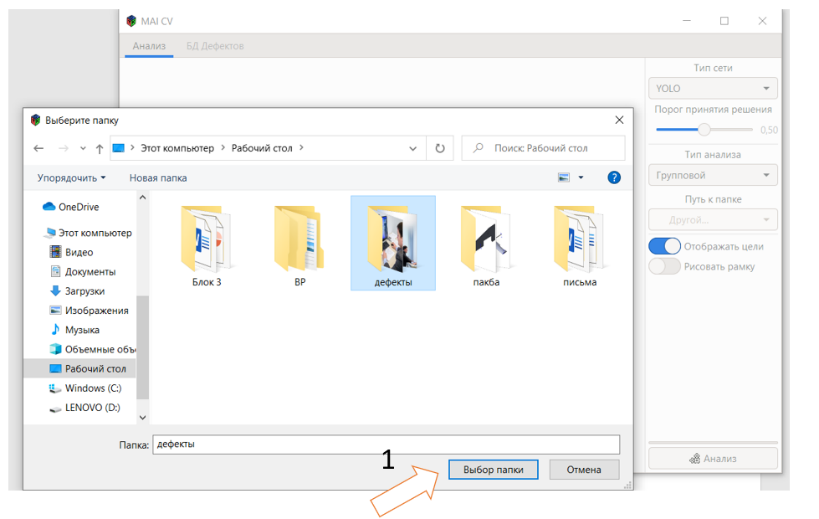 MAI CV
Анализ БД Дефектов
Тип сети
YOLO
Порог принятия решения
0,50
Тип анализа
Групповой
Путь к папке
Другой...
Отображать цели
Рисовать рамку
Анализ
Выберите папку
Этот компьютер > Рабочий стол >
Поиск: Рабочий стол
Упорядочить Новая папка
OneDrive
Этот компьютер
Видео
Документы
Загрузки
Изображения
Музыка
Объемные объ
Рабочий стол
Windows (C:)
LENOVO (D:)
Блок 3 ВР дефекты пакба письма
Папка: дефекты
1
Выбор папки Отмена